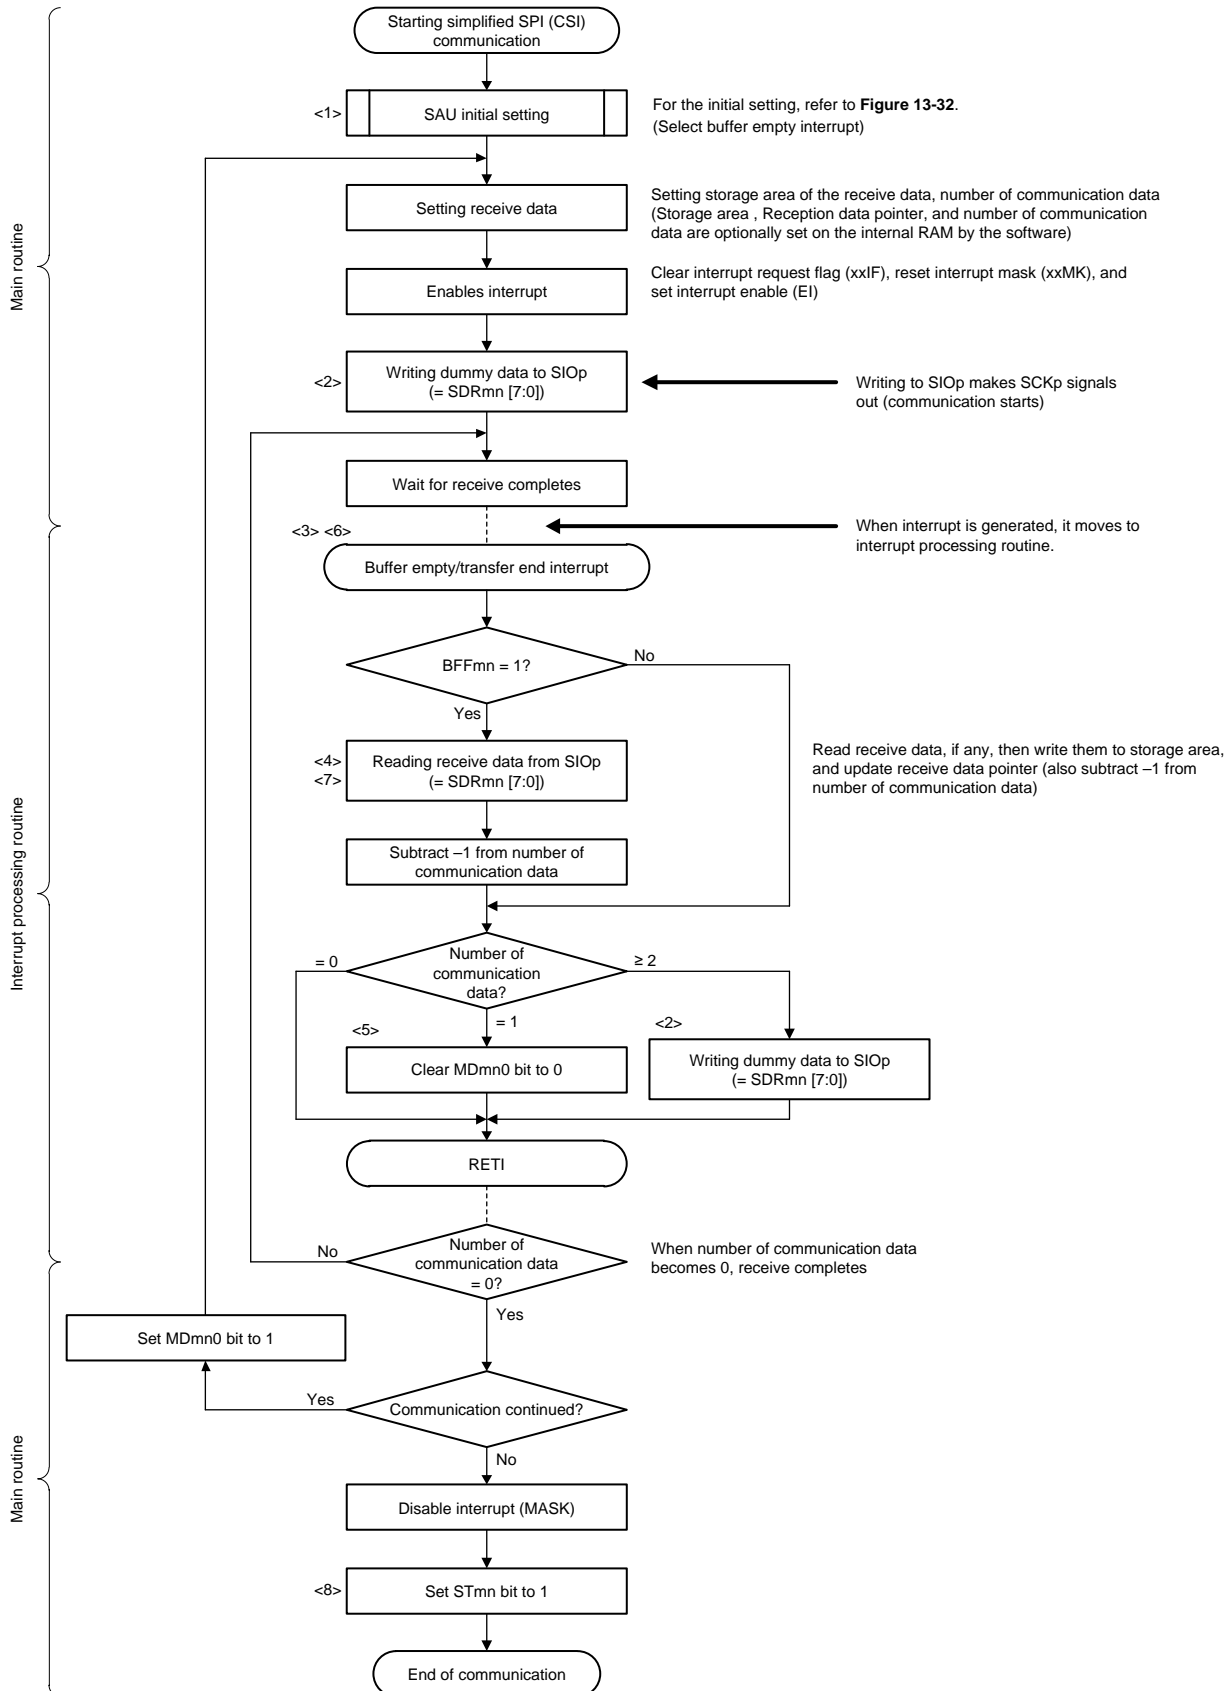 Starting simplified SPI (CSI)
communication
<1>
SAU initial setting
For the initial setting, refer to Figure 13-32.
(Select buffer empty interrupt)
Setting receive data
Setting storage area of the receive data, number of communication data
(Storage area , Reception data pointer, and number of communication
data are optionally set on the internal RAM by the software)
Main routine
Enables interrupt
Clear interrupt request flag (xxIF), reset interrupt mask (xxMK), and
set interrupt enable (EI)
<2>
Writing dummy data to SIOp
(= SDRmn [7:0])
Writing to SIOp makes SCKp signals
out (communication starts)
Wait for receive completes
<3> <6>
When interrupt is generated, it moves to
interrupt processing routine.
Buffer empty/transfer end interrupt
BFFmn = 1?
No
Yes
<4>
<7>
Reading receive data from SIOp
(= SDRmn [7:0])
Read receive data, if any, then write them to storage area,
and update receive data pointer (also subtract –1 from
number of communication data)
Subtract –1 from number of
communication data
Interrupt processing routine
Number of
communication
data?
= 0
≥ 2
= 1
<5>
Clear MDmn0 bit to 0
<2>
Writing dummy data to SIOp
(= SDRmn [7:0])
RETI
Number of
communication data
= 0?
No
When number of communication data
becomes 0, receive completes
Yes
Set MDmn0 bit to 1
Yes
Communication continued?
No
Main routine
Disable interrupt (MASK)
<8>
Set STmn bit to 1
End of communication